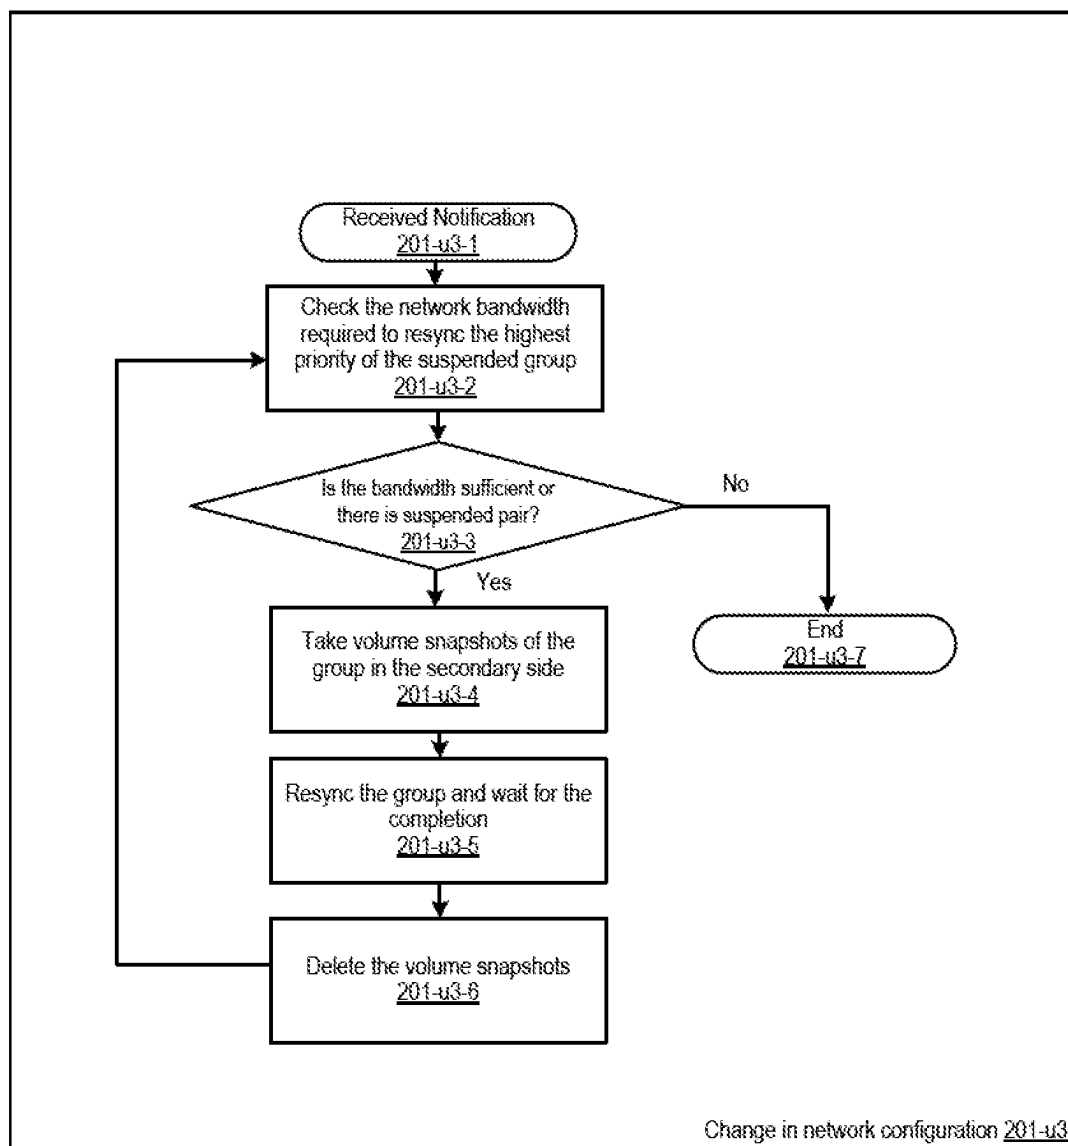 Received Notification
201-u3-1
Check the network bandwidth
required to resync the highest
priority of the suspended group
201-u3-2
Is the bandwidth sufficient or
there is suspended pair?
201-u3-3
No
Yes
Take volume snapshots of the
group in the secondary side
201-u3-4
End
201-u3-7
Resync the group and wait for the
completion
201-u3-5
Delete the volume snapshots
201-u3-6
Change in network configuration 201-u3